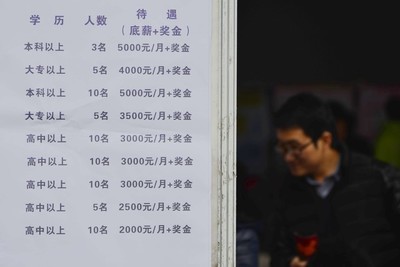 学 历 人数 待 遇
(底薪+奖金)
本科以上 3名 5000元/月+奖金
大专以上 5名 4000元/月+奖金
本科以上 10名 5000元/月+奖金
大专以上 5名 3500元/月+奖金
高中以上 10名 3000元/月+奖金
高中以上 10名 3000元/月+奖金
高中以上 10名 3000元/月+奖金
高中以上 5名 2500元/月+奖金
高中以上 10名 2000元/月+奖金